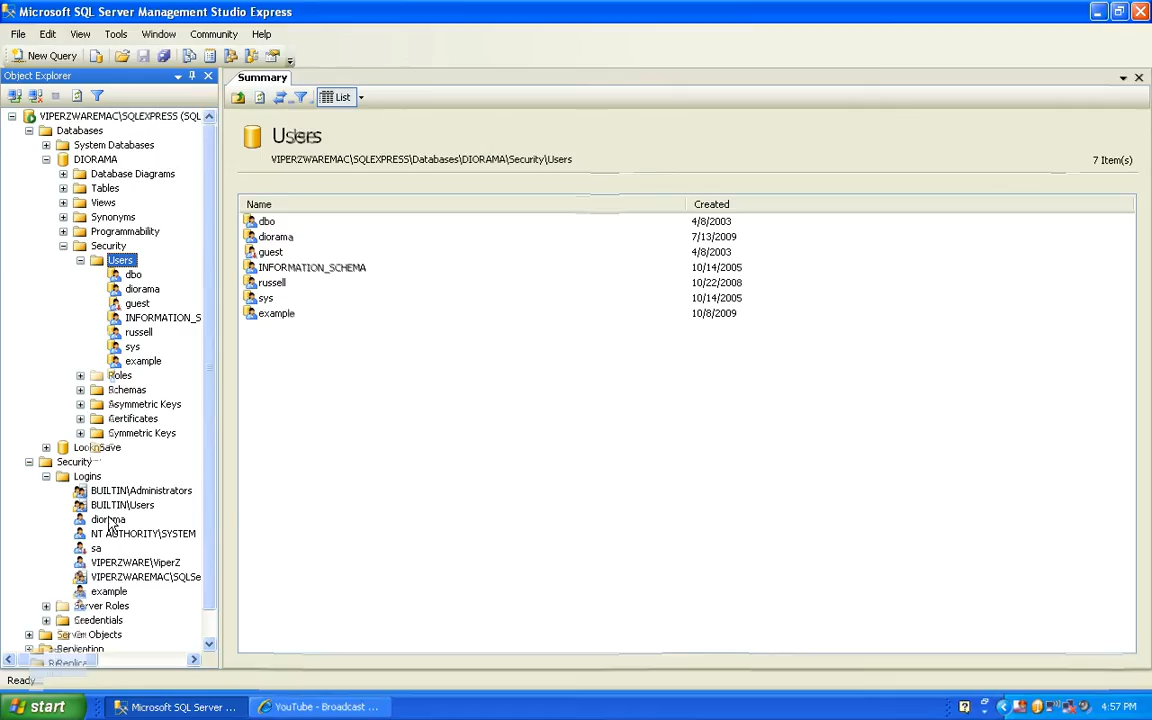 Microsoft SQL Server Management Studio Express
File Edit View Tools Window Community Help
New Query
Object Explorer
Summary
List
VIPERZWAREMAC\SQLEXPRESS (SQL
Databases
System Databases
DIORAMA
Database Diagrams
Tables
Views
Synonyms
Programmability
Security
Users
dbo
diorama
guest
INFORMATION_S
russell
sys
example
Roles
Schemas
Asymmetric Keys
Certificates
Symmetric Keys
LooknSave
Security
Logins
BUILTIN\Administrators
BUILTIN\Users
diorama
NT AUTHORITY\SYSTEM
sa
VIPERZWARE\ViperZ
VIPERZWAREMAC\SQLSe
example
Server Roles
Credentials
Server Objects
Users
VIPERZWAREMAC\SQLEXPRESS\Databases\DIORAMA\Security\Users
7 Item(s)
Name Created
dbo 4/8/2003
diorama 7/13/2009
guest 4/8/2003
INFORMATION_SCHEMA 10/14/2005
russell 10/22/2008
sys 10/14/2005
example 10/8/2009
Ready
start
Microsoft SQL Server ...
YouTube - Broadcast ...
4:57 PM